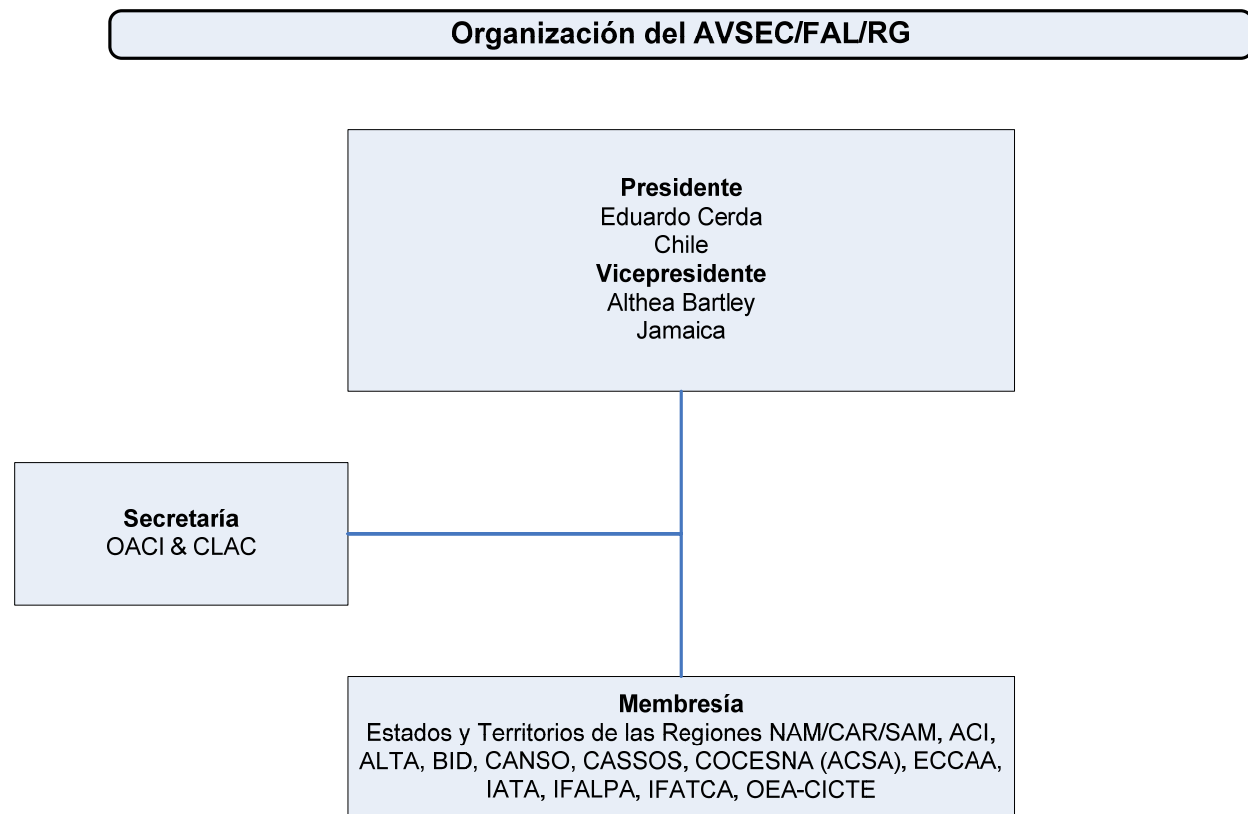 Organización del AVSEC/FAL/RG
Presidente
Eduardo Cerda
Chile
Vicepresidente
Althea Bartley
Jamaica
Secretaría
OACI & CLAC
Membresía
Estados y Territorios de las Regiones NAM/CAR/SAM, ACI,
ALTA, BID, CANSO, CASSOS, COCESNA (ACSA), ECCAA,
IATA, IFALPA, IFATCA, OEA-CICTE